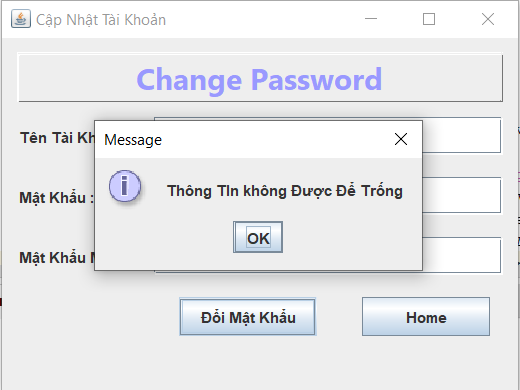 Cập Nhật Tài Khoản
Change Password
Tên Tài
Message
Thông TIn không Được Để Trống
Mật Khẩu :
OK
Mật Khẩu
Đổi Mật Khẩu
Home